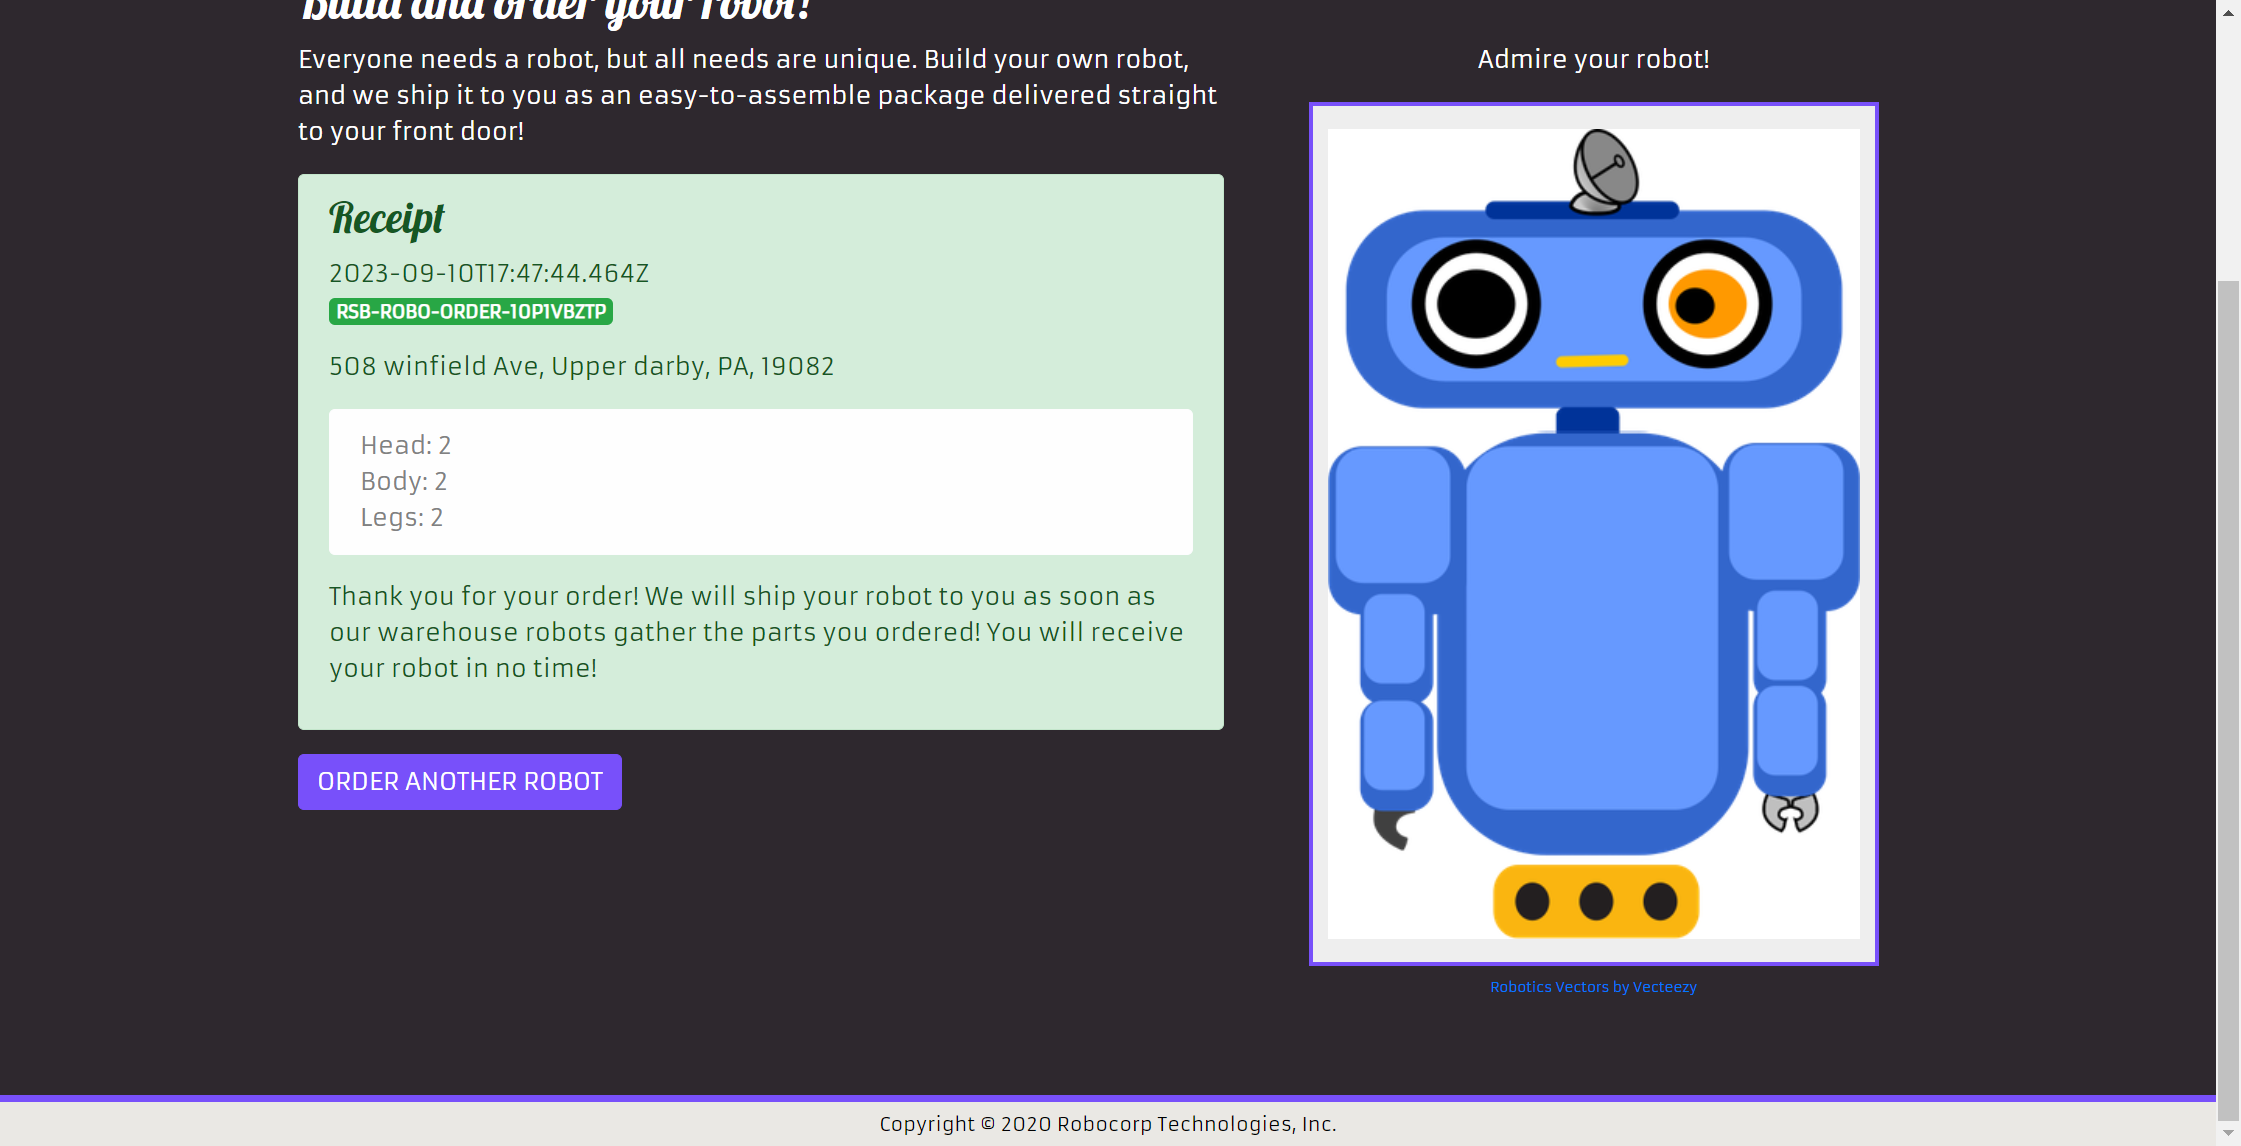 Build and order your robot!
Everyone needs a robot, but all needs are unique. Build your own robot,
and we ship it to you as an easy-to-assemble package delivered straight
to your front door!
Receipt
2023-09-10T17:47:44.464Z
RSB-ROBO-ORDER-10P1VBZTP
508 winfield Ave, Upper darby, PA, 19082
Head: 2
Body: 2
Legs: 2
Thank you for your order! We will ship your robot to you as soon as
our warehouse robots gather the parts you ordered! You will receive
your robot in no time!
ORDER ANOTHER ROBOT
Admire your robot!
Robotics Vectors by Vecteezy
Copyright © 2020 Robocorp Technologies, Inc.